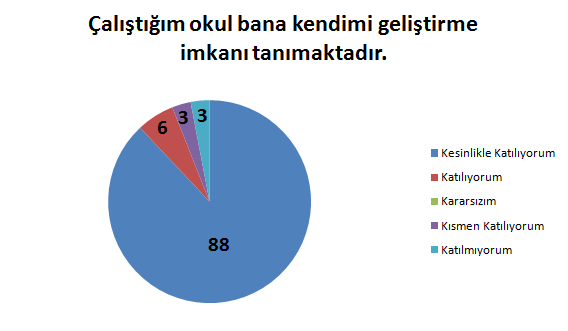 Çalıştığım okul bana kendimi geliştirme
imkanı tanımaktadır.
6
3
3
88
Kesinlikle Katılıyorum
Katılıyorum
Kararsızım
Kısmen Katılıyorum
Katılmıyorum